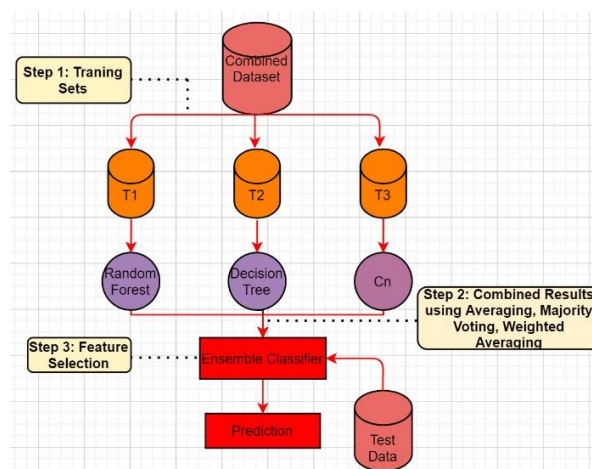 Combined
Dataset
Step 1: Traning
Sets
T1
T2
T3
Random
Forest
Decision
Tree
Cn
Step 2: Combined Results
using Averaging, Majority
Voting, Weighted
Averaging
Step 3: Feature
Selection
Ensemble Classifier
Prediction
Test
Data